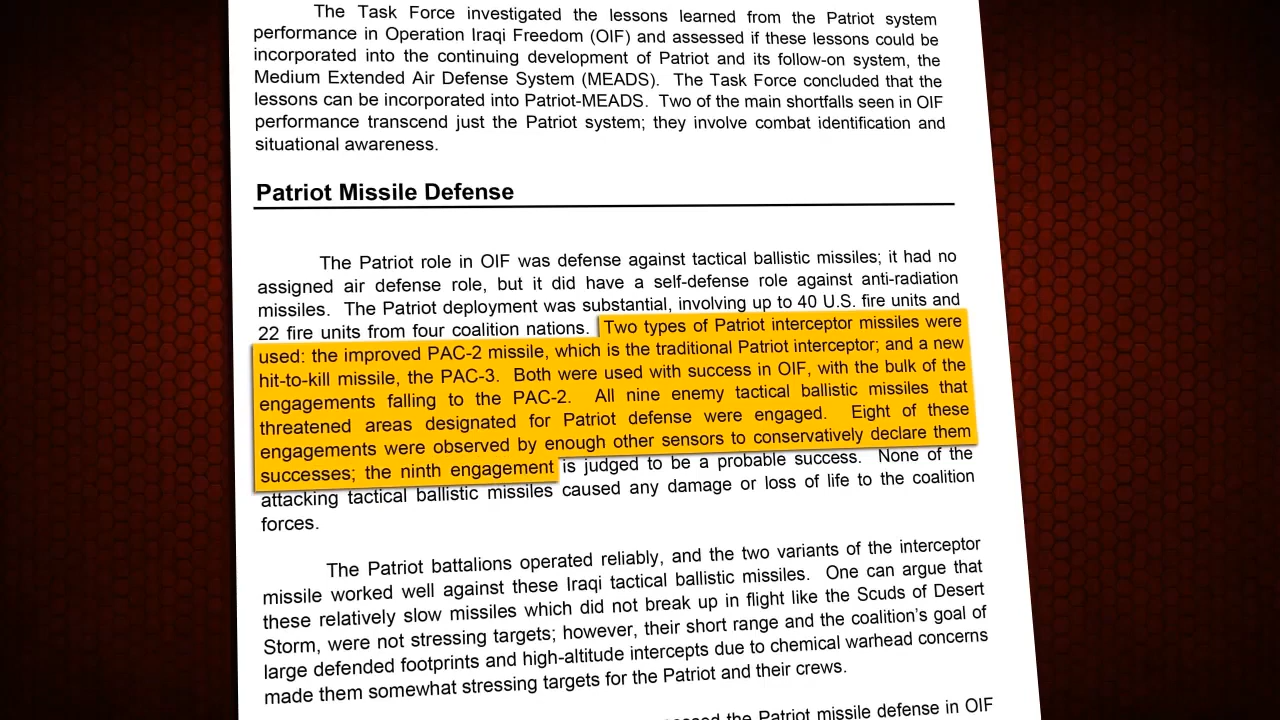 The Task Force investigated the lessons learned from the Patriot system
performance in Operation Iraqi Freedom (OIF) and assessed if these lessons could be
incorporated into the continuing development of Patriot and its follow-on system, the
Medium Extended Air Defense System (MEADS).  The Task Force concluded that the
lessons can be incorporated into Patriot-MEADS.  Two of the main shortfalls seen in OIF
performance transcend just the Patriot system; they involve combat identification and
situational awareness.
Patriot Missile Defense
The Patriot role in OIF was defense against tactical ballistic missiles; it had no
assigned air defense role, but it did have a self-defense role against anti-radiation
missiles.  The Patriot deployment was substantial, involving up to 40 U.S. fire units and
22 fire units from four coalition nations.  Two types of Patriot interceptor missiles were
used: the improved PAC-2 missile, which is the traditional Patriot interceptor; and a new
hit-to-kill missile, the PAC-3.  Both were used with success in OIF, with the bulk of the
engagements falling to the PAC-2.  All nine enemy tactical ballistic missiles that
threatened areas designated for Patriot defense were engaged.  Eight of these
engagements were observed by enough other sensors to conservatively declare them
successes; the ninth engagement is judged to be a probable success.  None of the
attacking tactical ballistic missiles caused any damage or loss of life to the coalition
forces.
The Patriot battalions operated reliably, and the two variants of the interceptor
missile worked well against these Iraqi tactical ballistic missiles.  One can argue that
these relatively slow missiles which did not break up in flight like the Scuds of Desert
Storm, were not stressing targets; however, their short range and the coalition's goal of
large defended footprints and high-altitude intercepts due to chemical warhead concerns
made them somewhat stressing targets for the Patriot and their crews.
the Patriot missile defense in OIF